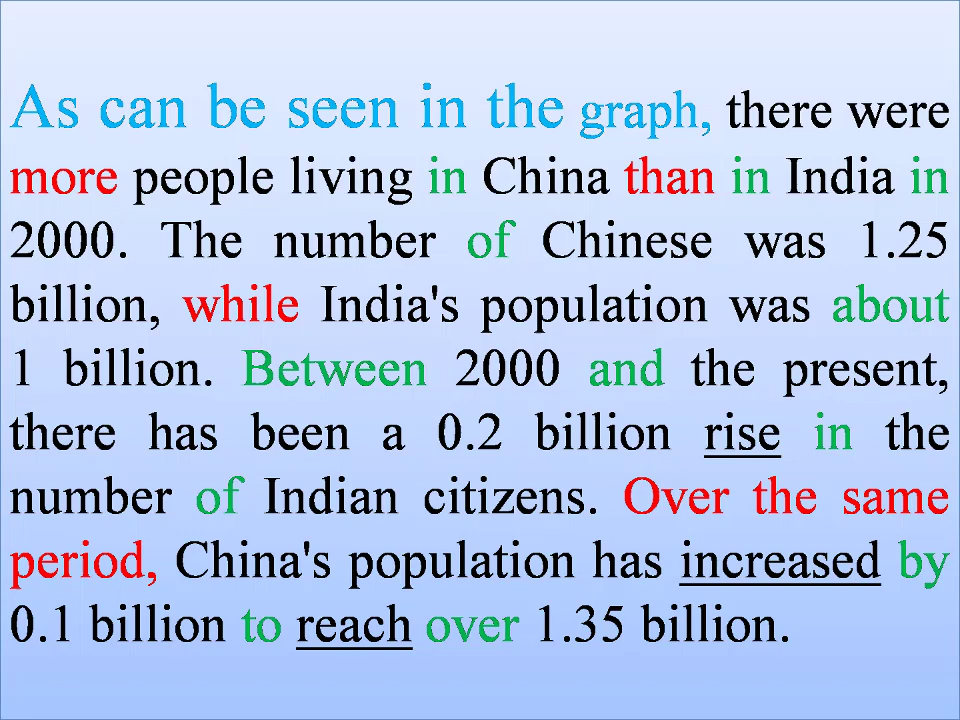 As can be seen in the graph, there were
more people living in China than in India in
2000. The number of Chinese was 1.25
billion, while India's population was about
1 billion. Between 2000 and the present,
there has been a 0.2 billion rise in the
number of Indian citizens. Over the same
period, China's population has increased by
0.1 billion to reach over 1.35 billion.